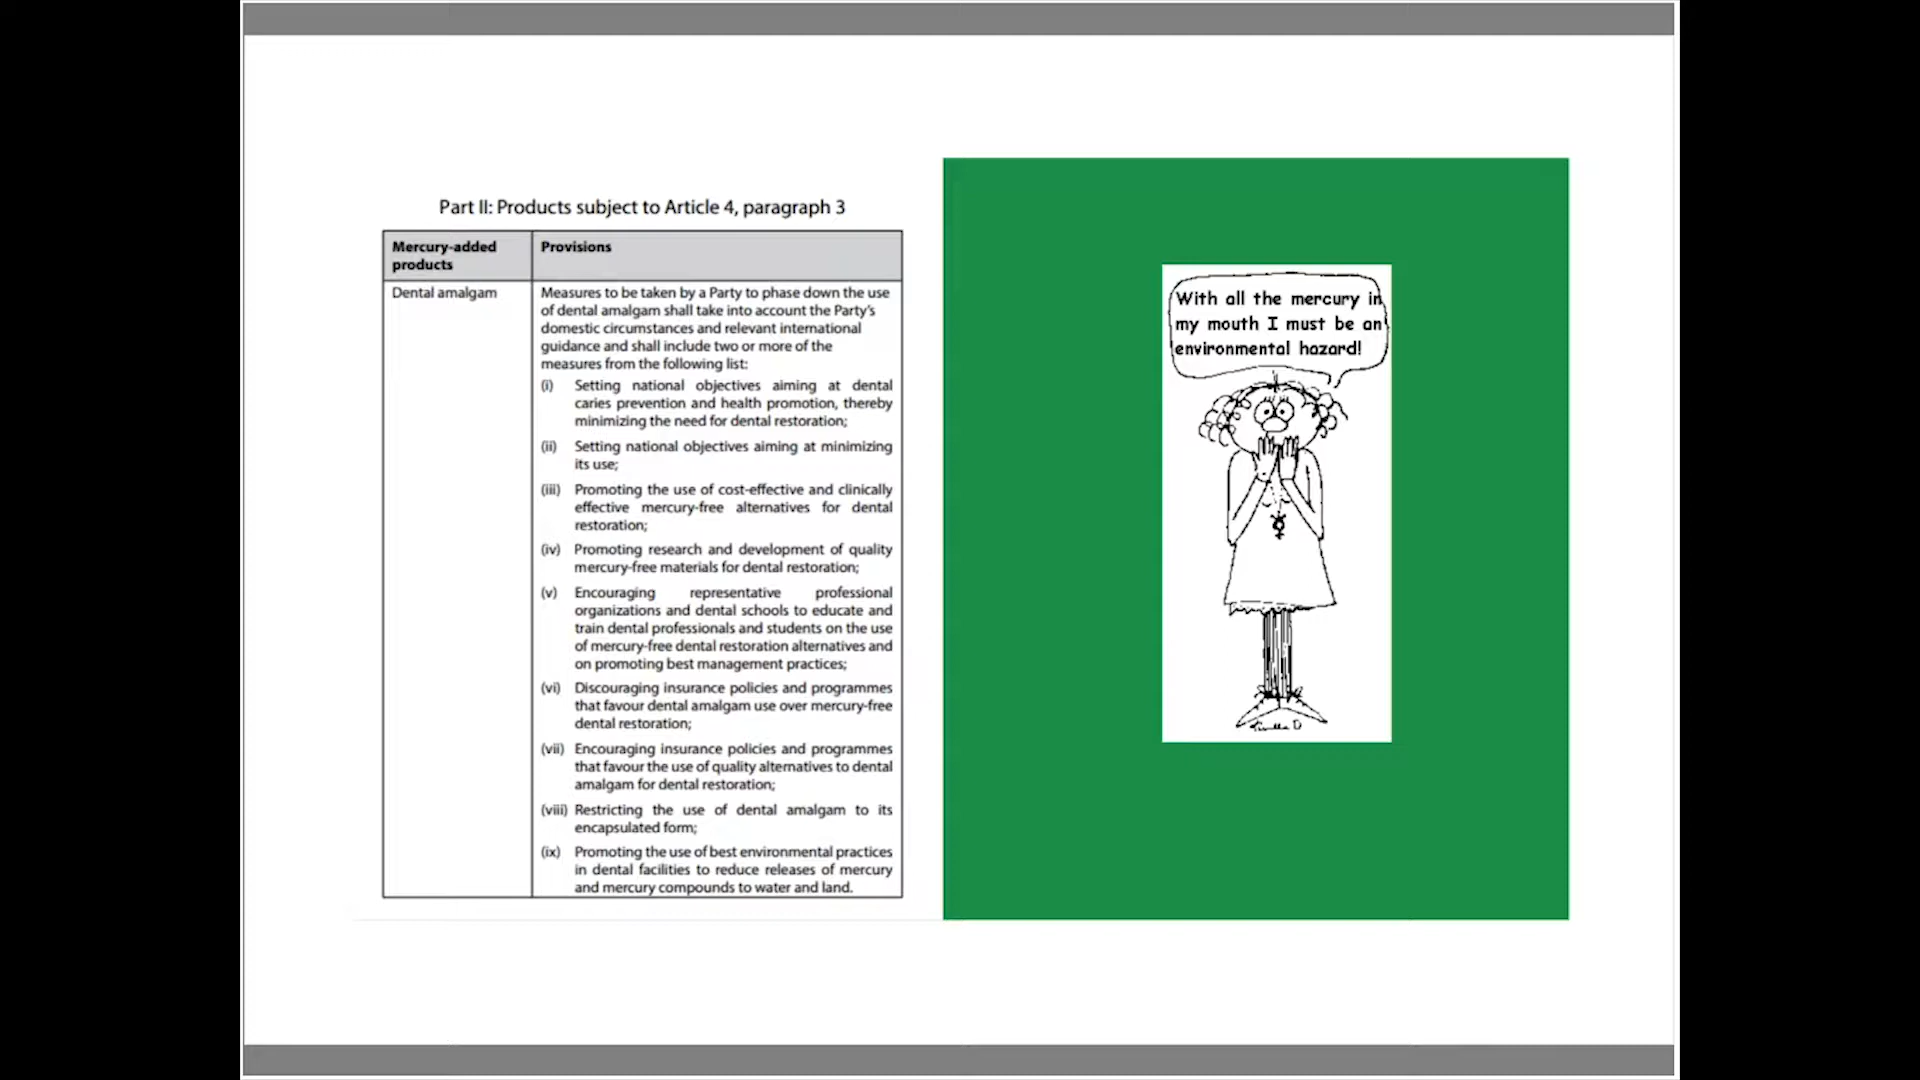 Part II: Products subject to Article 4, paragraph 3
Mercury-added
products
Provisions
Dental amalgam
Measures to be taken by a Party to phase down the use
of dental amalgam shall take into account the Party's
domestic circumstances and relevant international
guidance and shall include two or more of the
measures from the following list:
(i) Setting national objectives aiming at dental
caries prevention and health promotion, thereby
minimizing the need for dental restoration;
(ii) Setting national objectives aiming at minimizing
its use;
(iii) Promoting the use of cost-effective and clinically
effective mercury-free alternatives for dental
restoration;
(iv) Promoting research and development of quality
mercury-free materials for dental restoration;
(v) Encouraging representative professional
organizations and dental schools to educate and
train dental professionals and students on the use
of mercury-free dental restoration alternatives and
on promoting best management practices;
(vi) Discouraging insurance policies and programmes
that favour dental amalgam use over mercury-free
dental restoration;
(vii) Encouraging insurance policies and programmes
that favour the use of quality alternatives to dental
amalgam for dental restoration;
(viii) Restricting the use of dental amalgam to its
encapsulated form;
(ix) Promoting the use of best environmental practices
in dental facilities to reduce releases of mercury
and mercury compounds to water and land.
With all the mercury in
my mouth I must be an
environmental hazard!